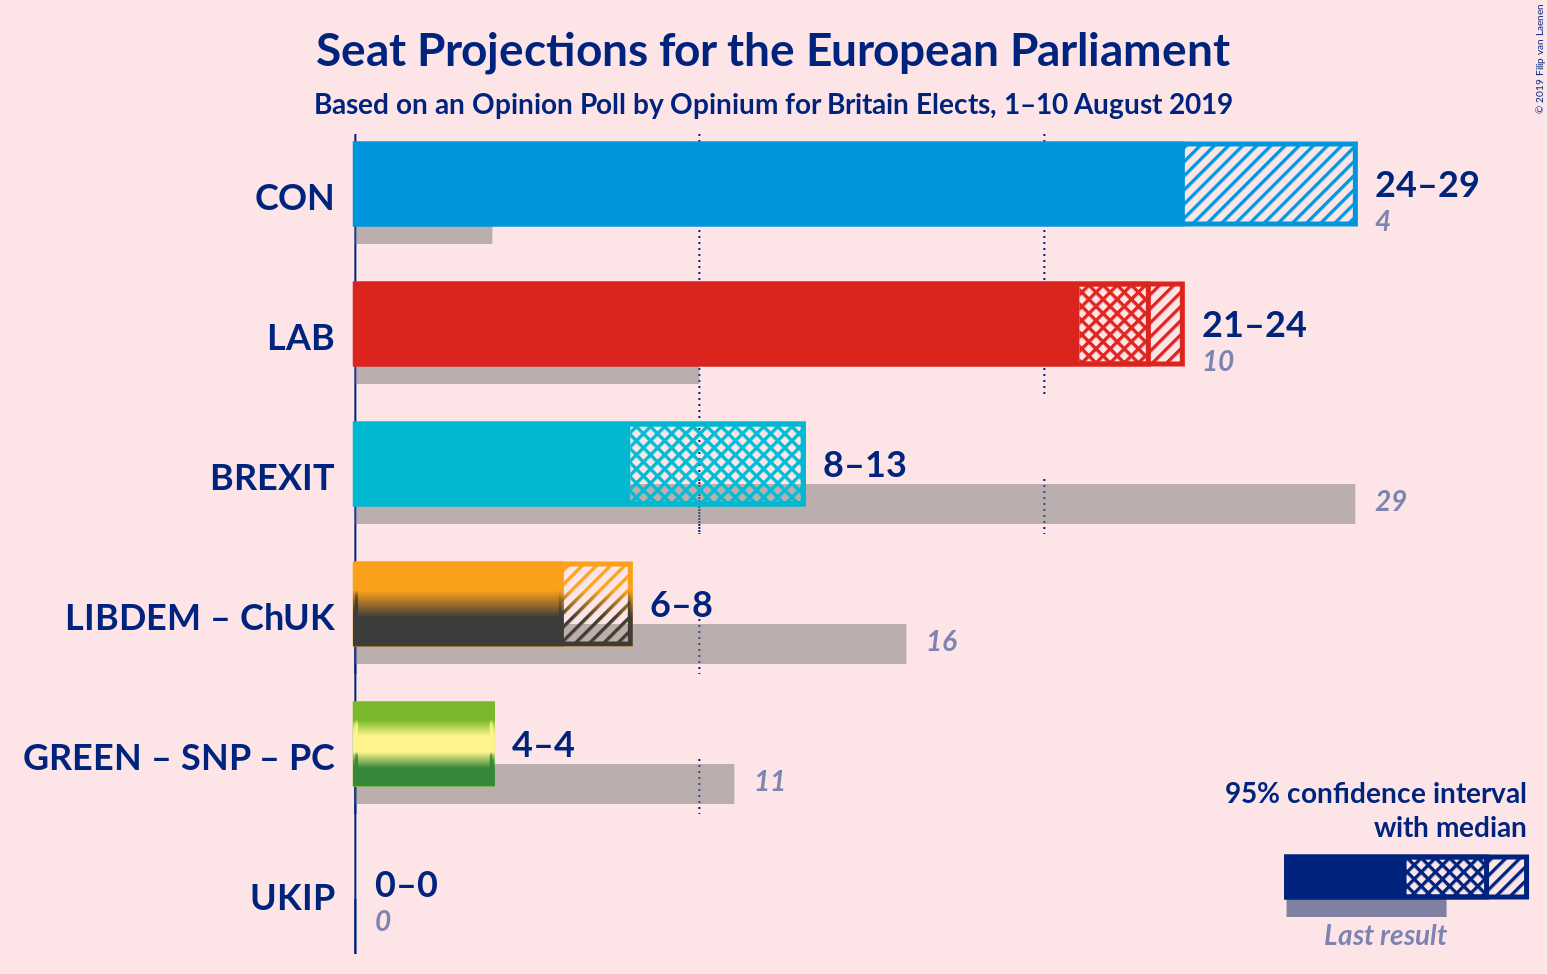 Seat Projections for the European Parliament
Based on an Opinion Poll by Opinium for Britain Elects, 1–10 August 2019
© 2019 Filip van Laenen
CON
24–29
4
LAB
21–24
10
BREXIT
8–13
29
LIBDEM – ChUK
6–8
16
GREEN – SNP – PC
4–4
11
UKIP
0–0
0
95% confidence interval
with median
Last result